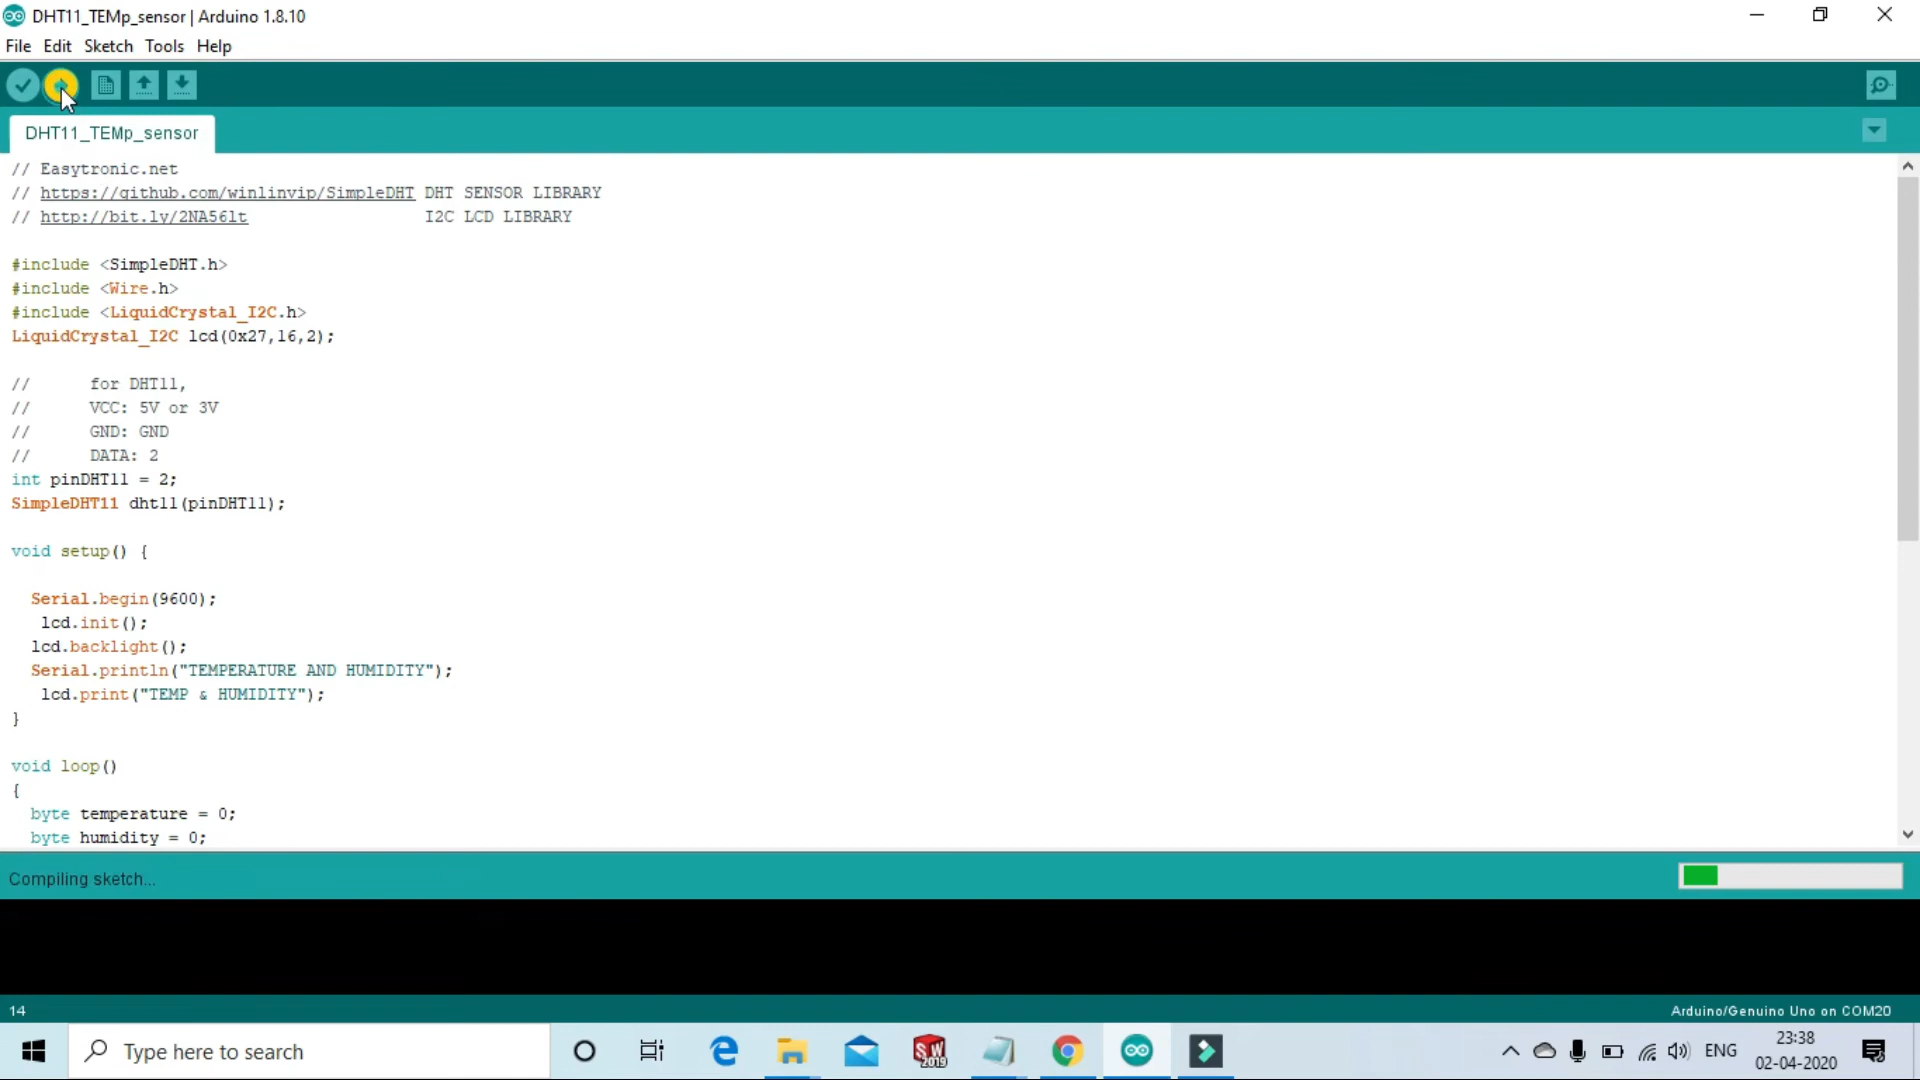 DHT11_TEMp_sensor | Arduino 1.8.10
File Edit Sketch Tools Help
DHT11_TEMp_sensor
// Easytronic.net
// https://github.com/winlinvip/SimpleDHT DHT SENSOR LIBRARY
// http://bit.ly/2NA56lt I2C LCD LIBRARY
#include <SimpleDHT.h>
#include <Wire.h>
#include <LiquidCrystal_I2C.h>
LiquidCrystal_I2C lcd(0x27,16,2);
// for DHT11,
// VCC: 5V or 3V
// GND: GND
// DATA: 2
int pinDHT11 = 2;
SimpleDHT11 dht11(pinDHT11);
void setup() {
Serial.begin(9600);
lcd.init();
lcd.backlight();
Serial.println("TEMPERATURE AND HUMIDITY");
lcd.print("TEMP & HUMIDITY");
}
void loop()
{
byte temperature = 0;
byte humidity = 0;
Compiling sketch...
14 Arduino/Genuino Uno on COM20
Type here to search
SW
2019
ENG
23:38
02-04-2020